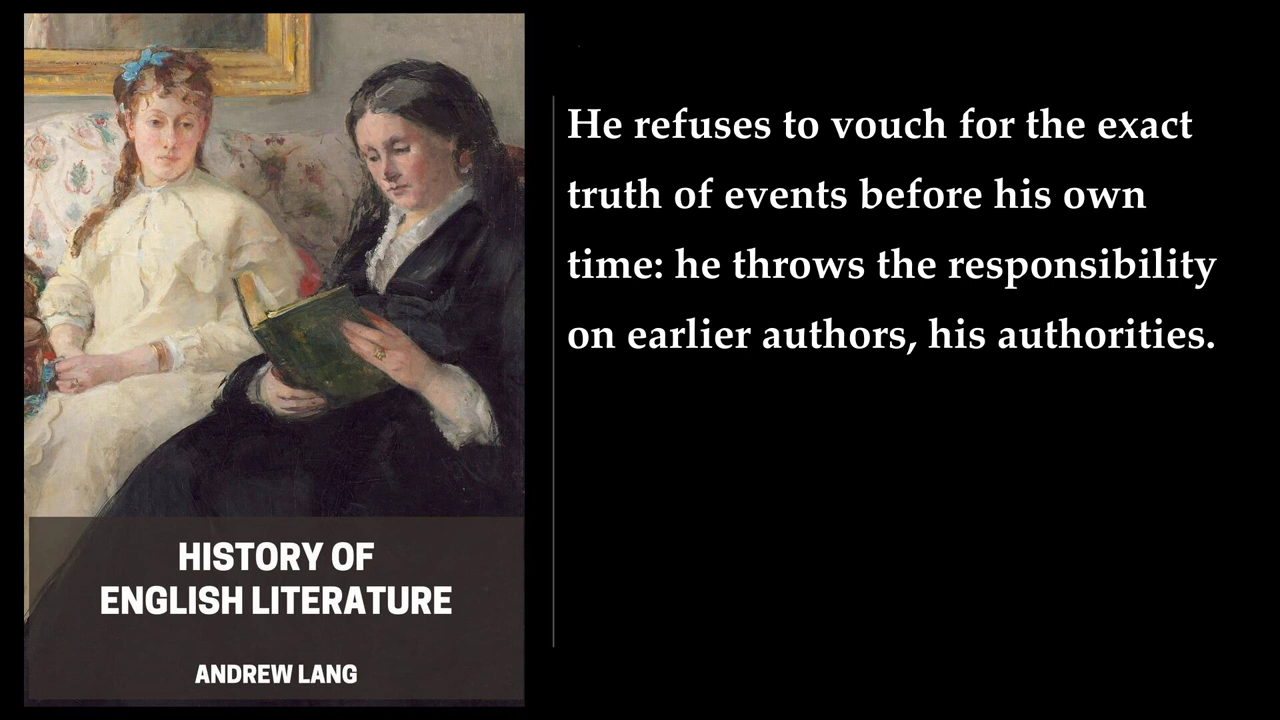 HISTORY OF
ENGLISH LITERATURE
ANDREW LANG
He refuses to vouch for the exact
truth of events before his own
time: he throws the responsibility
on earlier authors, his authorities.